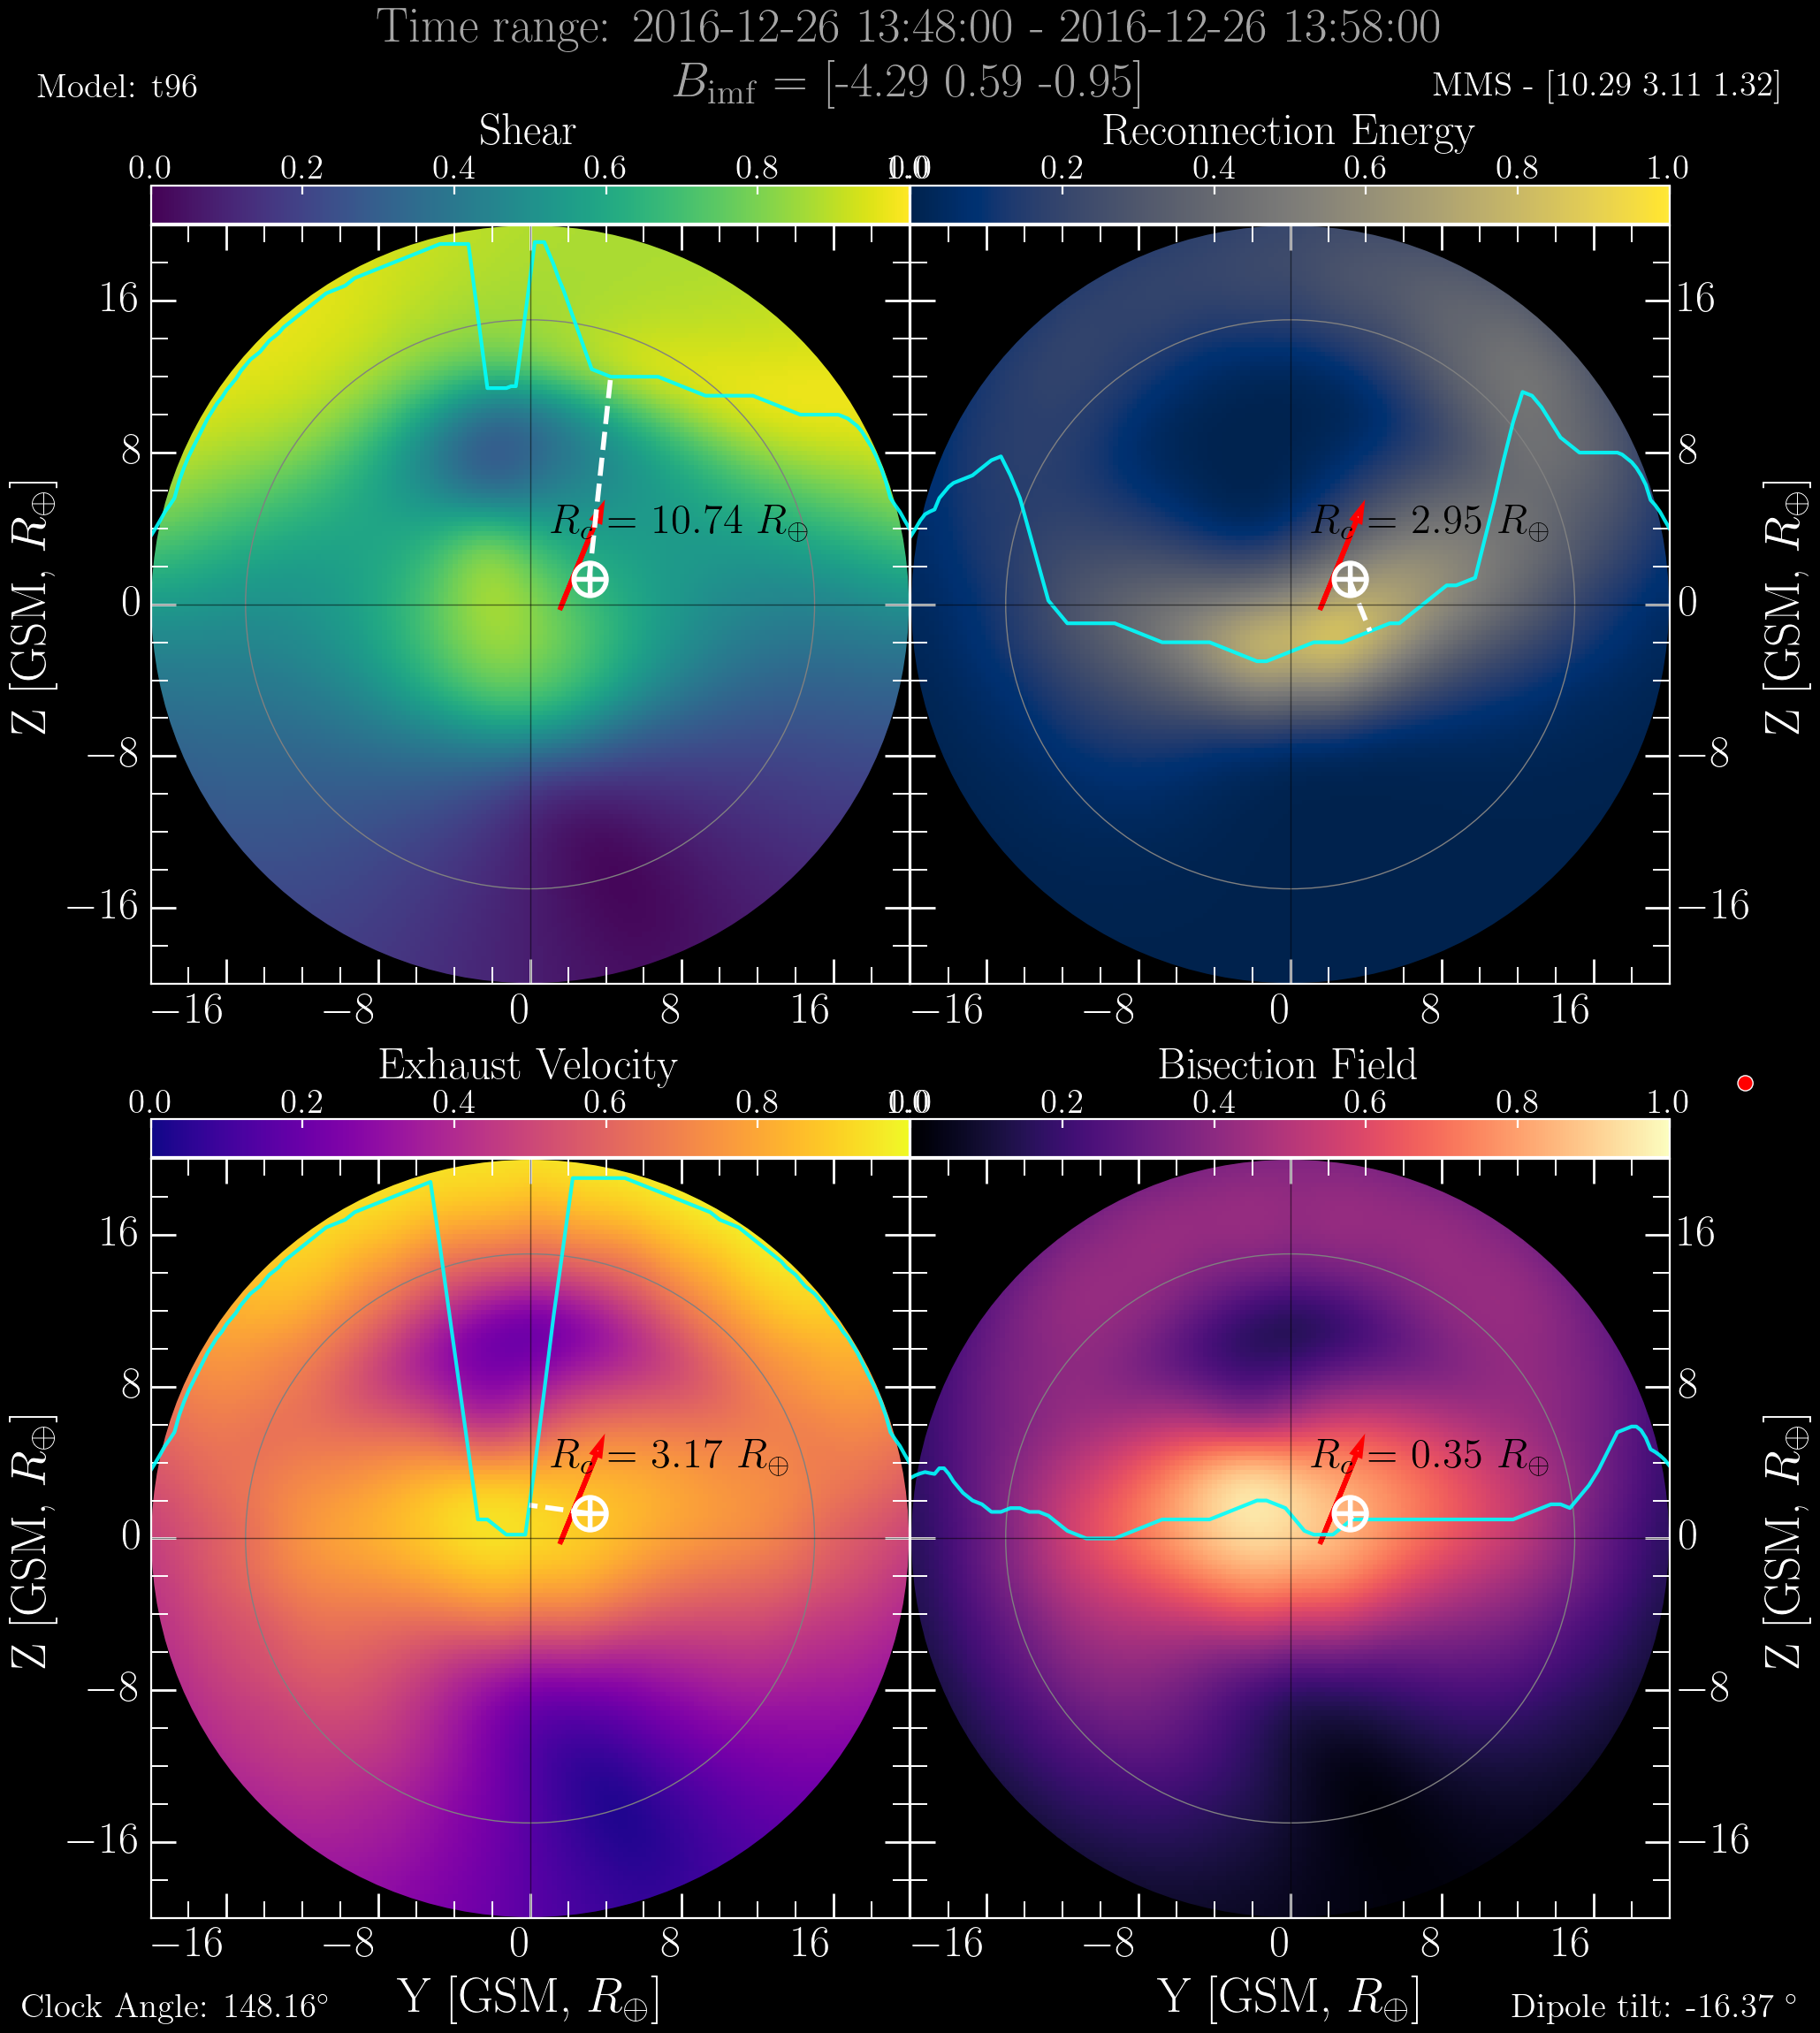 Time range: 2016-12-26 13:48:00 - 2016-12-26 13:58:00
Model: t96
B_imf = [-4.29 0.59 -0.95]
MMS - [10.29 3.11 1.32]
Shear
Reconnection Energy
0.0 0.2 0.4 0.6 0.8 1.0
0.0 0.2 0.4 0.6 0.8 1.0
16
8
0
−8
−16
Z [GSM, R⊕]
R_c = 10.74 R⊕
R_c = 2.95 R⊕
16
8
0
−8
−16
Z [GSM, R⊕]
−16 −8 0 8 16
−16 −8 0 8 16
Exhaust Velocity
Bisection Field
0.0 0.2 0.4 0.6 0.8 1.0
0.0 0.2 0.4 0.6 0.8 1.0
16
8
0
−8
−16
Z [GSM, R⊕]
R_c = 3.17 R⊕
R_c = 0.35 R⊕
16
8
0
−8
−16
Z [GSM, R⊕]
−16 −8 0 8 16
−16 −8 0 8 16
Y [GSM, R⊕]
Y [GSM, R⊕]
Clock Angle: 148.16°
Dipole tilt: -16.37 °